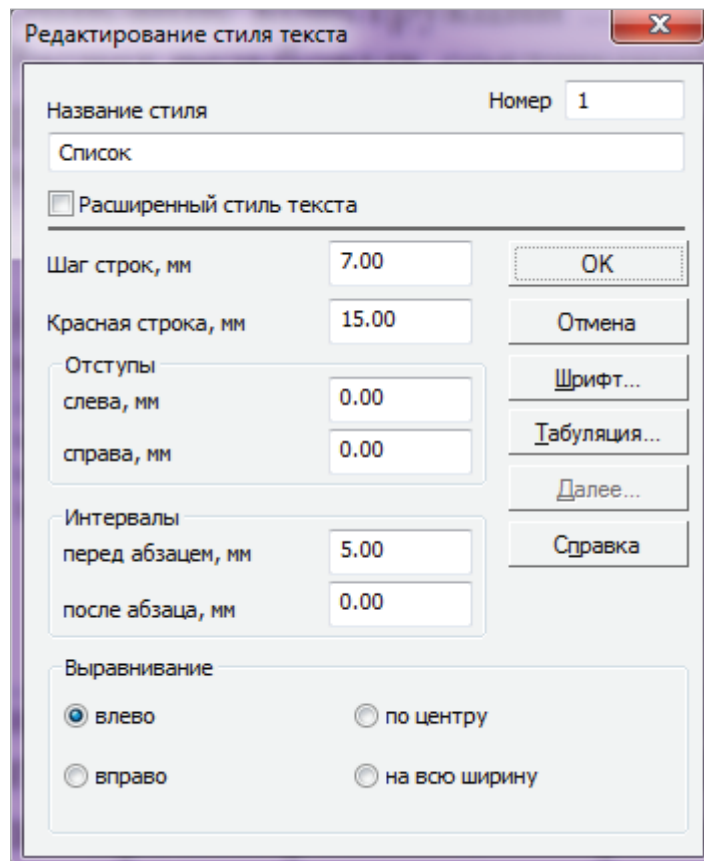 Редактирование стиля текста
Название стиля
Номер 1
Список
Расширенный стиль текста
Шаг строк, мм 7.00
OK
Красная строка, мм 15.00
Отмена
Отступы
Шрифт...
слева, мм 0.00
Табуляция...
справа, мм 0.00
Далее...
Интервалы
перед абзацем, мм 5.00
Справка
после абзаца, мм 0.00
Выравнивание
влево
по центру
вправо
на всю ширину